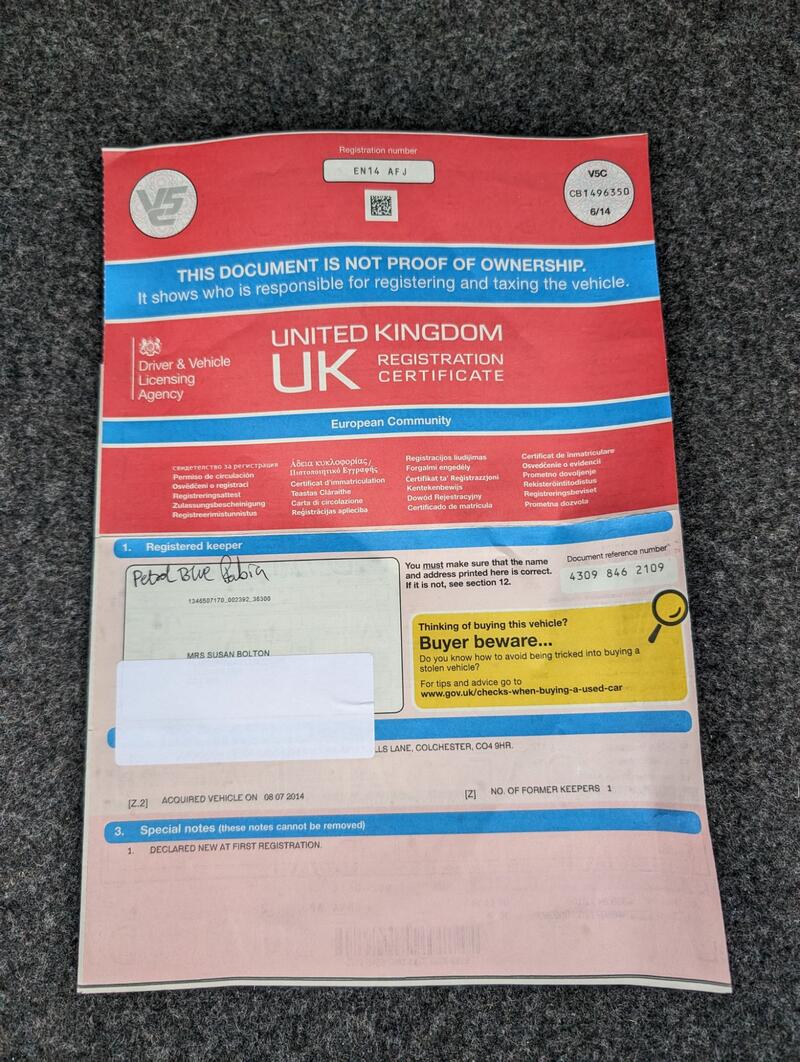 Registration number
EN14 AFJ
V5C
V5C
CB1496350
6/14
THIS DOCUMENT IS NOT PROOF OF OWNERSHIP.
It shows who is responsible for registering and taxing the vehicle.
Driver & Vehicle
Licensing
Agency
UNITED KINGDOM
UK REGISTRATION
CERTIFICATE
European Community
свидетелство за регистрация
Permiso de circulación
Osvědčení o registraci
Registreringsattest
Zulassungsbescheinigung
Registreerimistunnistus
Άδεια κυκλοφορίας /
Πιστοποιητικό Εγγραφής
Certificat d'immatriculation
Teastas Cláraithe
Carta di circolazione
Reģistrācijas apliecība
Registracijos liudijimas
Forgalmi engedély
Ċertifikat ta' Reġistrazzjoni
Kentekenbewijs
Dowód Rejestracyjny
Certificado de matrícula
Certificat de înmatriculare
Osvedčenie o evidencii
Prometno dovoljenje
Rekisteröintitodistus
Registreringsbeviset
Prometna dozvola
1. Registered keeper
Petrol Blue
1346507170_002392_36300
MRS SUSAN BOLTON
You must make sure that the name
and address printed here is correct.
If it is not, see section 12.
Document reference number
4309 846 2109
Thinking of buying this vehicle?
Buyer beware...
Do you know how to avoid being tricked into buying a
stolen vehicle?
For tips and advice go to
www.gov.uk/checks-when-buying-a-used-car
LS LANE, COLCHESTER, CO4 9HR.
[Z.2] ACQUIRED VEHICLE ON 08 07 2014
[Z] NO. OF FORMER KEEPERS 1
3. Special notes (these notes cannot be removed)
1. DECLARED NEW AT FIRST REGISTRATION.